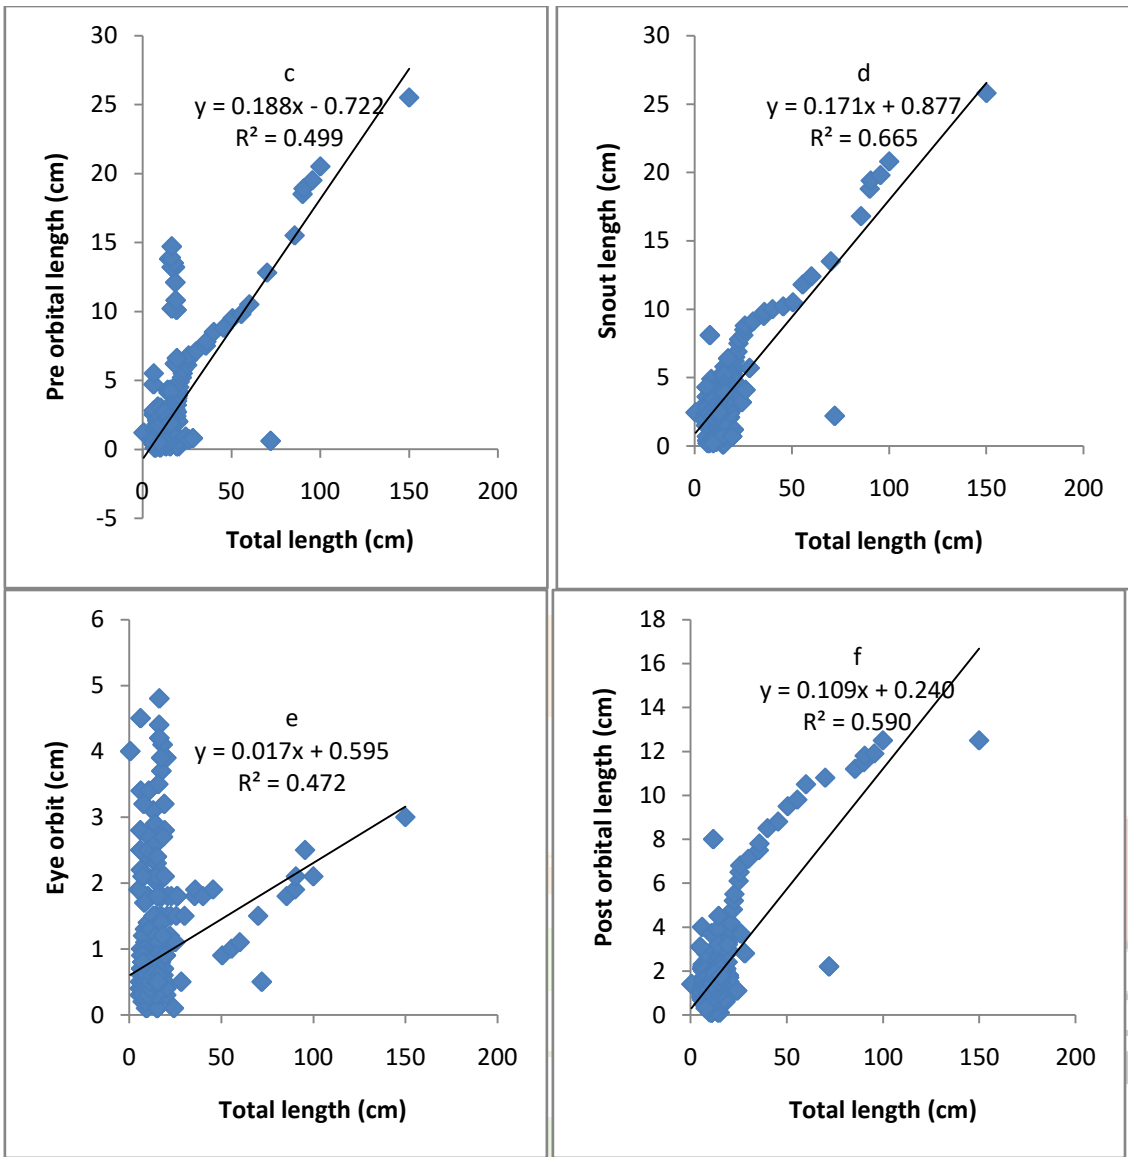 30
25
20
15
10
5
0
-5
0
50
100
150
200
Pre orbital length (cm)
Total length (cm)
c
y = 0.188x - 0.722
R² = 0.499
30
25
20
15
10
5
0
0
50
100
150
200
Snout length (cm)
Total length (cm)
d
y = 0.171x + 0.877
R² = 0.665
6
5
4
3
2
1
0
0
50
100
150
200
Eye orbit (cm)
Total length (cm)
e
y = 0.017x + 0.595
R² = 0.472
18
16
14
12
10
8
6
4
2
0
0
50
100
150
200
Post orbital length (cm)
Total length (cm)
f
y = 0.109x + 0.240
R² = 0.590